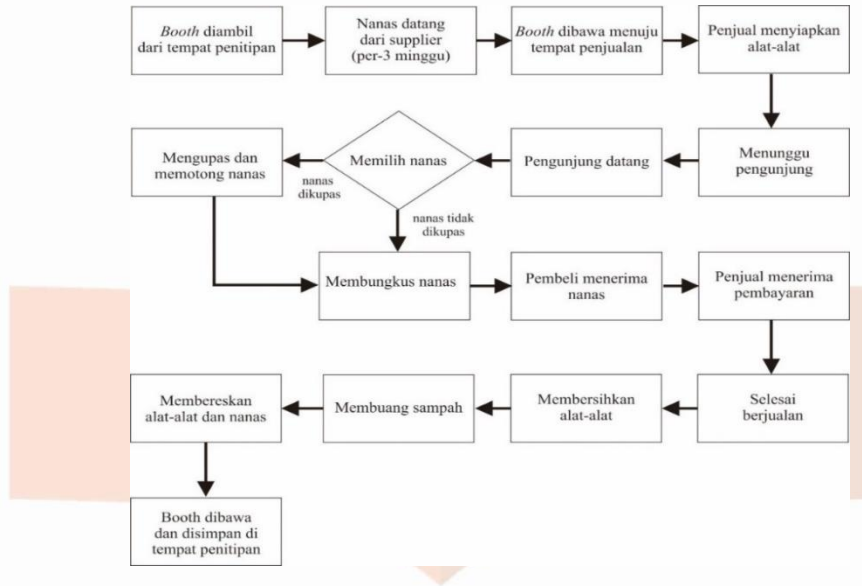 Booth diambil
dari tempat penitipan
Nanas datang
dari supplier
(per-3 minggu)
Booth dibawa menuju
tempat penjualan
Penjual menyiapkan
alat-alat
Menunggu
pengunjung
Pengunjung datang
Memilih nanas
nanas
dikupas
Mengupas dan
memotong nanas
nanas tidak
dikupas
Membungkus nanas
Pembeli menerima
nanas
Penjual menerima
pembayaran
Selesai
berjualan
Membersihkan
alat-alat
Membuang sampah
Membereskan
alat-alat dan nanas
Booth dibawa
dan disimpan di
tempat penitipan